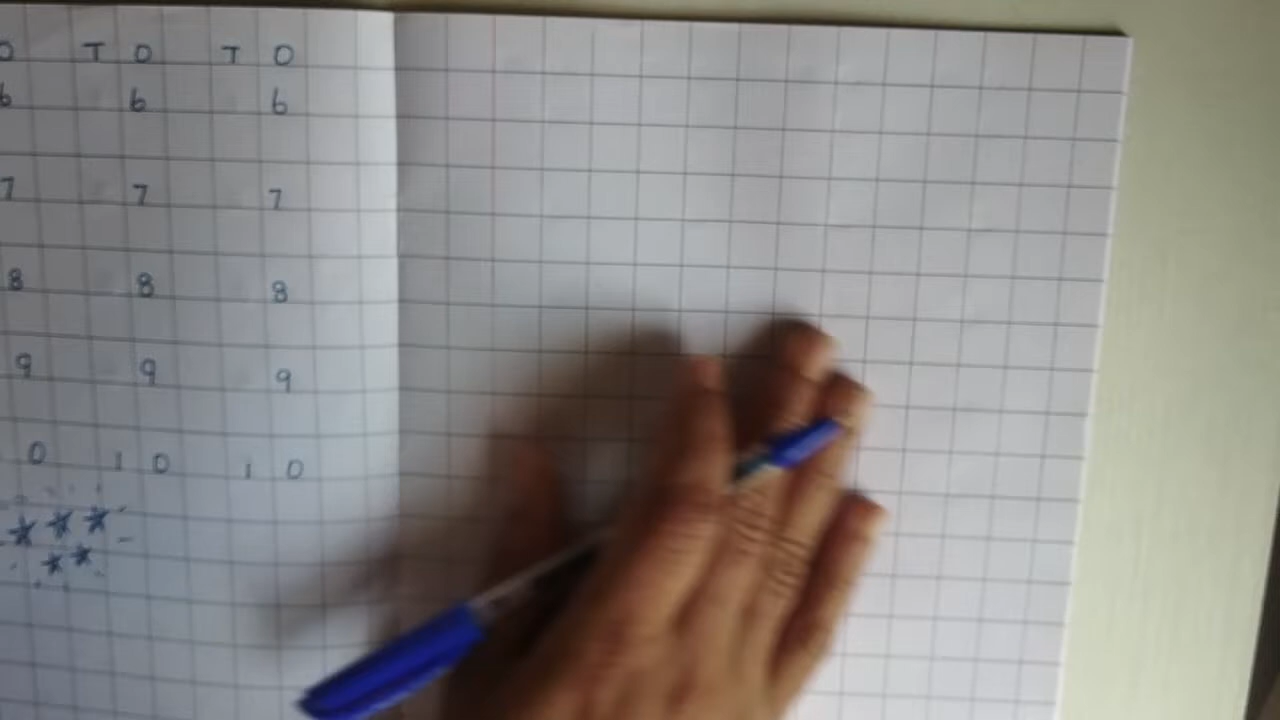 O T O T O
6 6 6
7 7 7
8 8 8
9 9 9
0 1 0 1 0